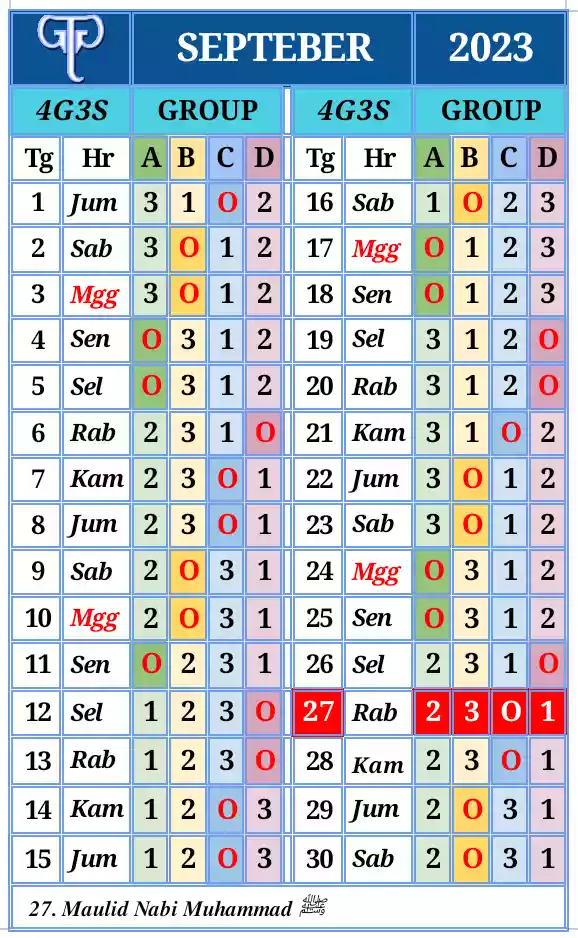 SEPTEBER 2023
4G3S GROUP 4G3S GROUP
Tg Hr A B C D Tg Hr A B C D
1 Jum 3 1 O 2 16 Sab 1 O 2 3
2 Sab 3 O 1 2 17 Mgg O 1 2 3
3 Mgg 3 O 1 2 18 Sen O 1 2 3
4 Sen O 3 1 2 19 Sel 3 1 2 O
5 Sel O 3 1 2 20 Rab 3 1 2 O
6 Rab 2 3 1 O 21 Kam 3 1 O 2
7 Kam 2 3 O 1 22 Jum 3 O 1 2
8 Jum 2 3 O 1 23 Sab 3 O 1 2
9 Sab 2 O 3 1 24 Mgg O 3 1 2
10 Mgg 2 O 3 1 25 Sen O 3 1 2
11 Sen O 2 3 1 26 Sel 2 3 1 O
12 Sel 1 2 3 O 27 Rab 2 3 O 1
13 Rab 1 2 3 O 28 Kam 2 3 O 1
14 Kam 1 2 O 3 29 Jum 2 O 3 1
15 Jum 1 2 O 3 30 Sab 2 O 3 1
27. Maulid Nabi Muhammad ﷺ